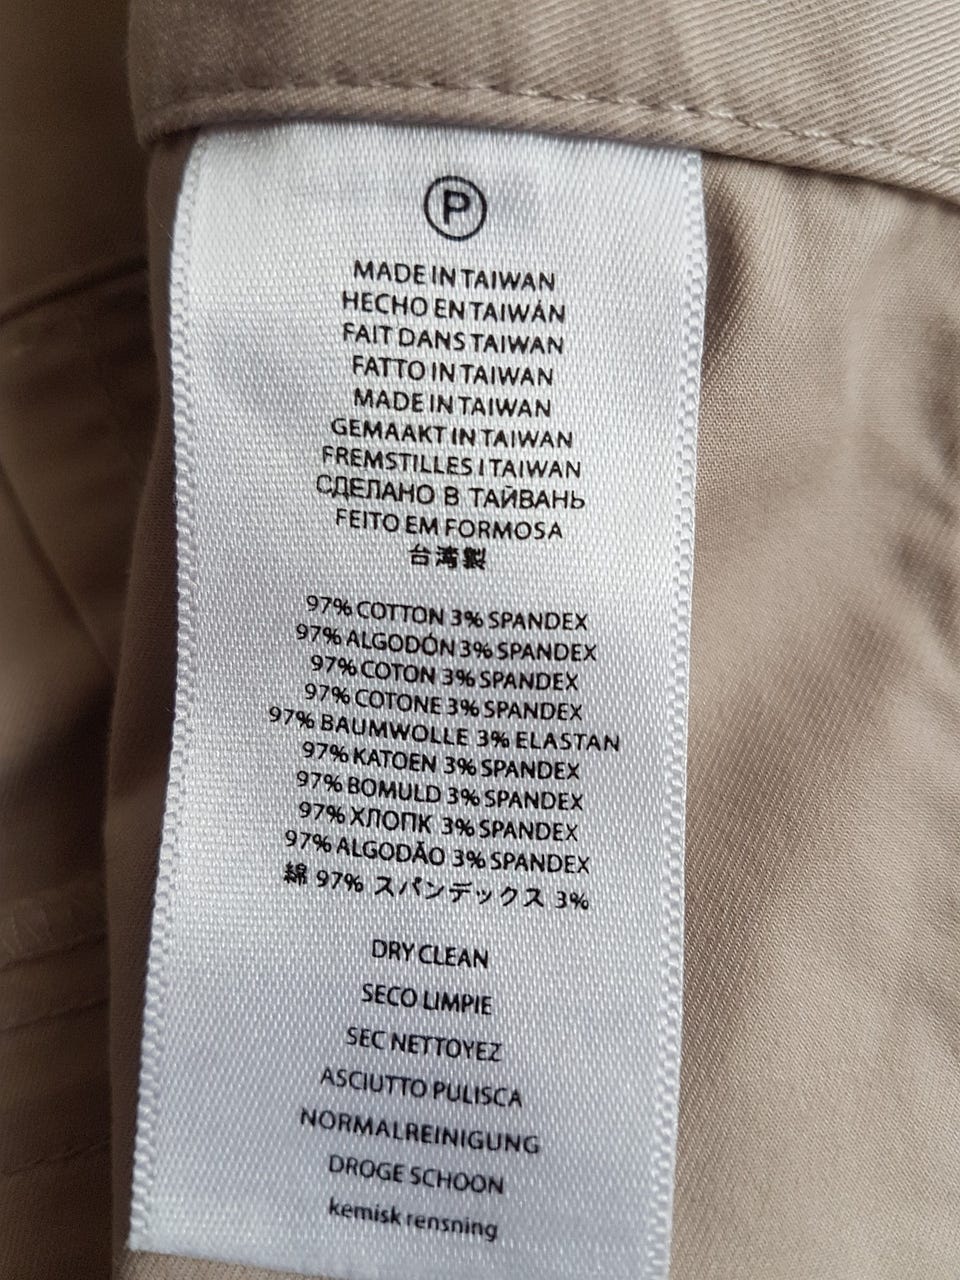 P
MADE IN TAIWAN
HECHO EN TAIWÁN
FAIT DANS TAIWAN
FATTO IN TAIWAN
MADE IN TAIWAN
GEMAAKT IN TAIWAN
FREMSTILLES I TAIWAN
СДЕЛАНО В ТАЙВАНЬ
FEITO EM FORMOSA
台湾製
97% COTTON 3% SPANDEX
97% ALGODÓN 3% SPANDEX
97% COTON 3% SPANDEX
97% COTONE 3% SPANDEX
97% BAUMWOLLE 3% ELASTAN
97% KATOEN 3% SPANDEX
97% BOMULD 3% SPANDEX
97% ХЛОПК 3% SPANDEX
97% ALGODÃO 3% SPANDEX
綿 97% スパンデックス 3%
DRY CLEAN
SECO LIMPIE
SEC NETTOYEZ
ASCIUTTO PULISCA
NORMALREINIGUNG
DROGE SCHOON
kemisk rensning